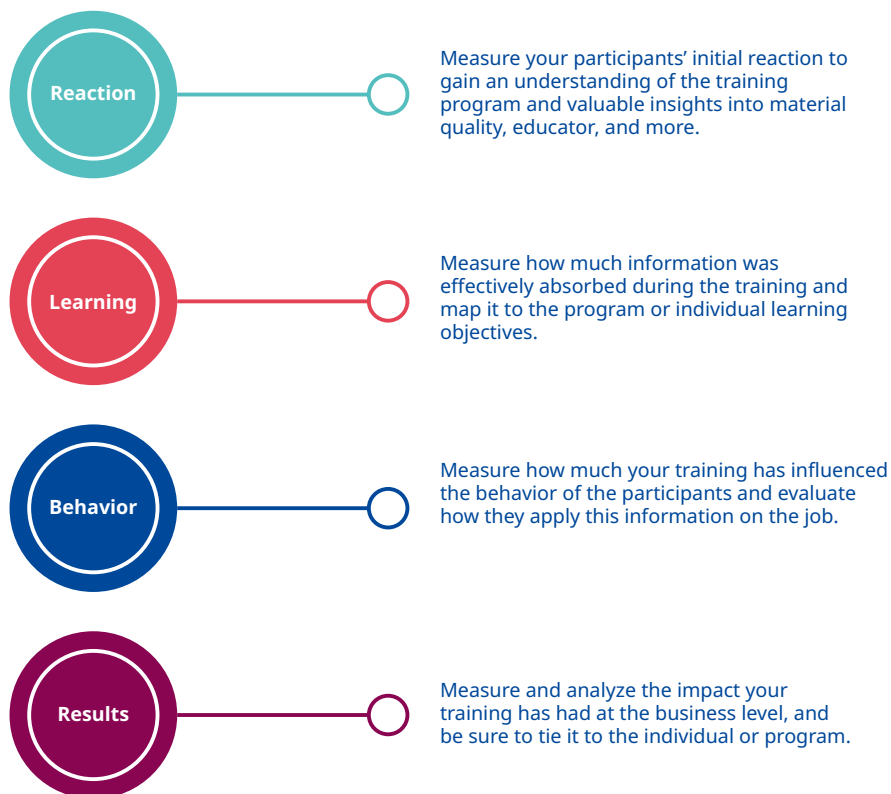 Reaction
Measure your participants’ initial reaction to
gain an understanding of the training
program and valuable insights into material
quality, educator, and more.
Learning
Measure how much information was
effectively absorbed during the training and
map it to the program or individual learning
objectives.
Behavior
Measure how much your training has influenced
the behavior of the participants and evaluate
how they apply this information on the job.
Results
Measure and analyze the impact your
training has had at the business level, and
be sure to tie it to the individual or program.